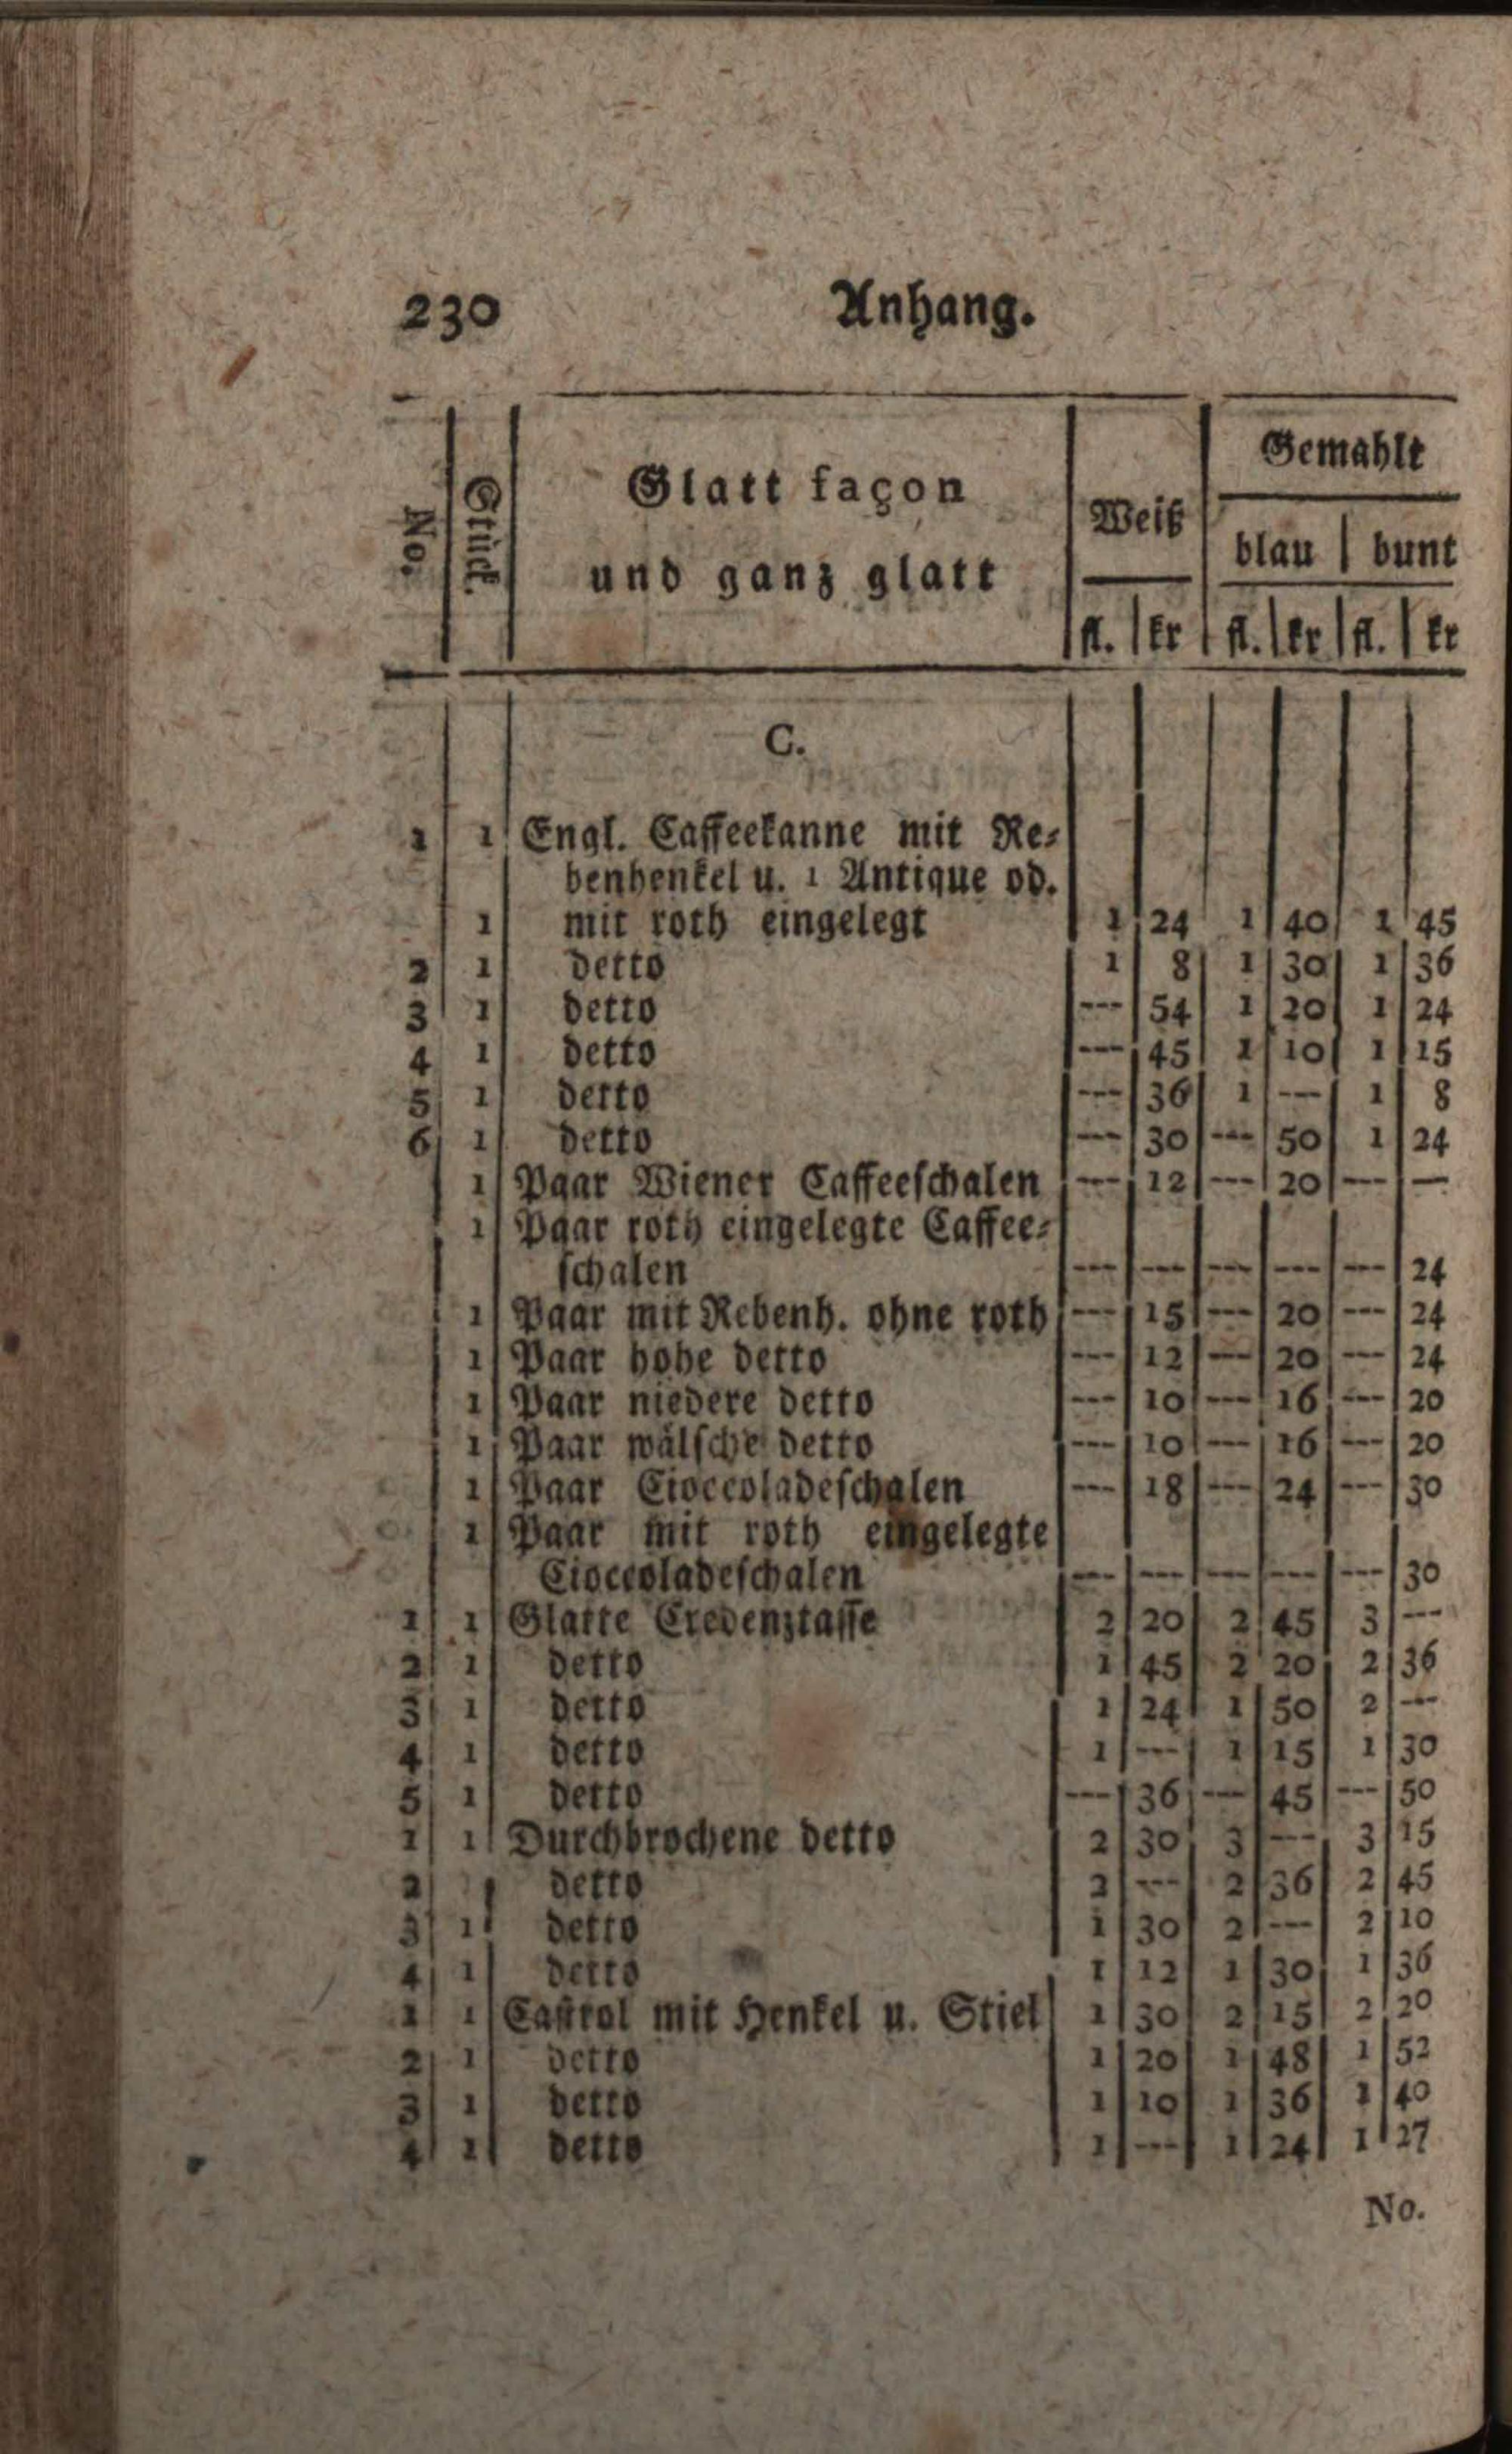 230 Anhang.
No. Stück. Glatt façon Weiß Gemahlt
und ganz glatt blau bunt
fl. kr fl. kr fl. kr
C.
1 1 Engl. Caffeekanne mit Re-
benhenkel u. 1 Antique od.
1 mit roth eingelegt 1 24 1 40 1 45
2 1 detto 1 8 1 30 1 36
3 1 detto --- 54 1 20 1 24
4 1 detto --- 45 1 10 1 15
5 1 detto --- 36 1 --- 1 8
6 1 detto --- 30 --- 50 1 24
1 Paar Wiener Caffeeschalen --- 12 --- 20 --- —
1 Paar roth eingelegte Caffee-
schalen --- --- --- --- --- 24
1 Paar mit Rebenh. ohne roth --- 15 --- 20 --- 24
1 Paar hohe detto --- 12 --- 20 --- 24
1 Paar niedere detto --- 10 --- 16 --- 20
1 Paar wälsche detto --- 10 --- 16 --- 20
1 Paar Cioccoladeschalen --- 18 --- 24 --- 30
1 Paar mit roth eingelegte
Cioccoladeschalen --- --- --- --- --- 30
1 1 Glatte Credenztasse 2 20 2 45 3 ---
2 1 detto 1 45 2 20 2 36
3 1 detto 1 24 1 50 2 ---
4 1 detto 1 --- 1 15 1 30
5 1 detto --- 36 --- 45 --- 50
1 1 Durchbrochene detto 2 30 3 --- 3 15
2 1 detto 2 --- 2 36 2 45
3 1 detto 1 30 2 --- 2 10
4 1 detto 1 12 1 30 1 36
1 1 Castrol mit Henkel u. Stiel 1 30 2 15 2 20
2 1 detto 1 20 1 48 1 52
3 1 detto 1 10 1 36 1 40
4 1 detto 1 --- 1 24 1 27
No.